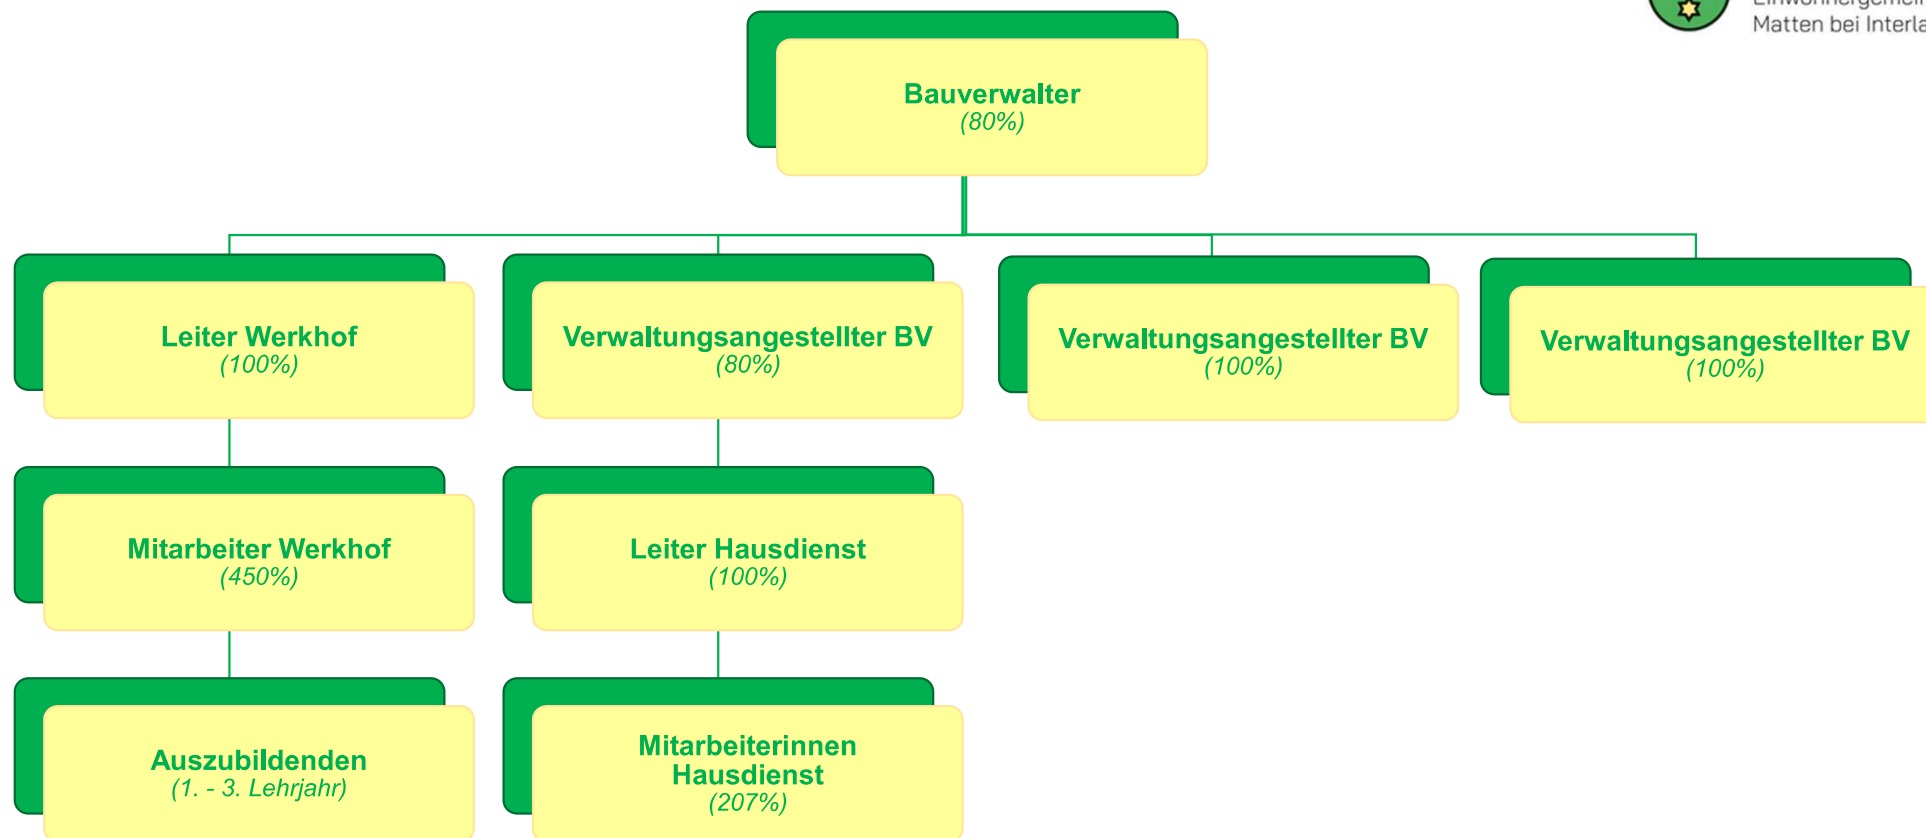 Matten bei Interla
Bauverwalter
(80%)
Leiter Werkhof
(100%)
Verwaltungsangestellter BV
(80%)
Verwaltungsangestellter BV
(100%)
Verwaltungsangestellter BV
(100%)
Mitarbeiter Werkhof
(450%)
Leiter Hausdienst
(100%)
Auszubildenden
(1. - 3. Lehrjahr)
Mitarbeiterinnen
Hausdienst
(207%)